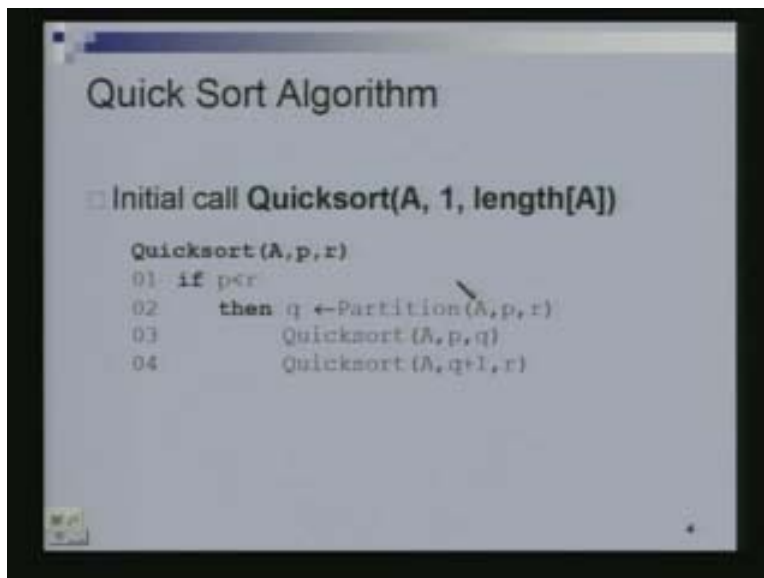 Quick Sort Algorithm
Initial call Quicksort(A, 1, length[A])
Quicksort(A,p,r)
01 if p<r
02 then q ←Partition(A,p,r)
03 Quicksort(A,p,q)
04 Quicksort(A,q+1,r)